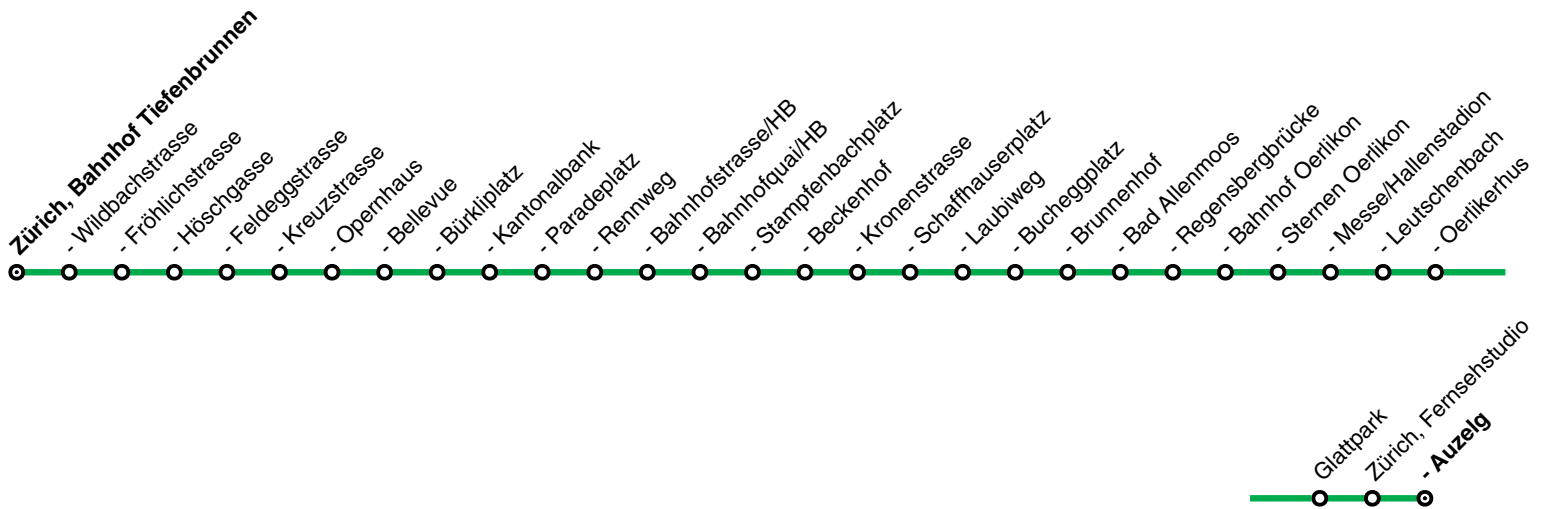 Zürich, Bahnhof Tiefenbrunnen
- Wildbachstrasse
- Fröhlichstrasse
- Höschgasse
- Feldeggstrasse
- Kreuzstrasse
- Opernhaus
- Bellevue
- Bürkliplatz
- Kantonalbank
- Paradeplatz
- Rennweg
- Bahnhofstrasse/HB
- Bahnhofquai/HB
- Stampfenbachplatz
- Beckenhof
- Kronenstrasse
- Schaffhauserplatz
- Laubiweg
- Bucheggplatz
- Brunnenhof
- Bad Allenmoos
- Regensbergbrücke
- Bahnhof Oerlikon
- Sternen Oerlikon
- Messe/Hallenstadion
- Leutschenbach
- Oerlikerhus
Glattpark
Zürich, Fernsehstudio
- Auzelg